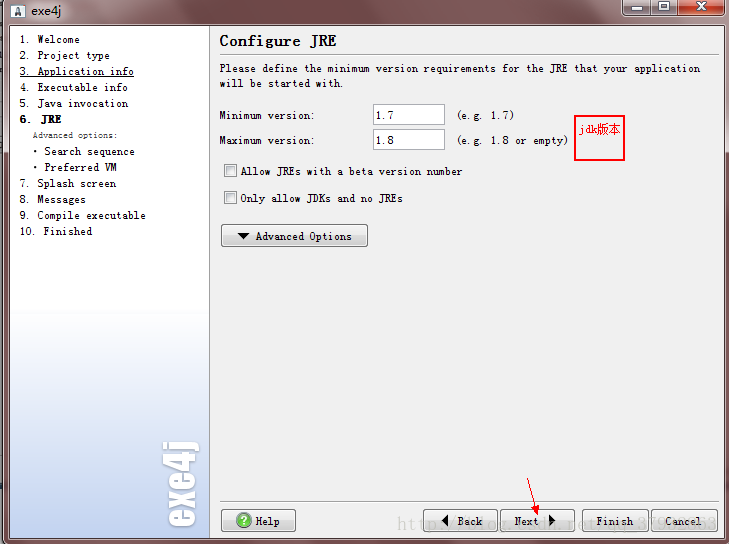 exe4j
1. Welcome
2. Project type
3. Application info
4. Executable info
5. Java invocation
6. JRE
Advanced options:
• Search sequence
• Preferred VM
7. Splash screen
8. Messages
9. Compile executable
10. Finished
exe4j
Configure JRE
Please define the minimum version requirements for the JRE that your application
will be started with.
Minimum version: 1.7 (e.g. 1.7)
Maximum version: 1.8 (e.g. 1.8 or empty)
jdk版本
Allow JREs with a beta version number
Only allow JDKs and no JREs
Advanced Options
Help Back Next Finish Cancel